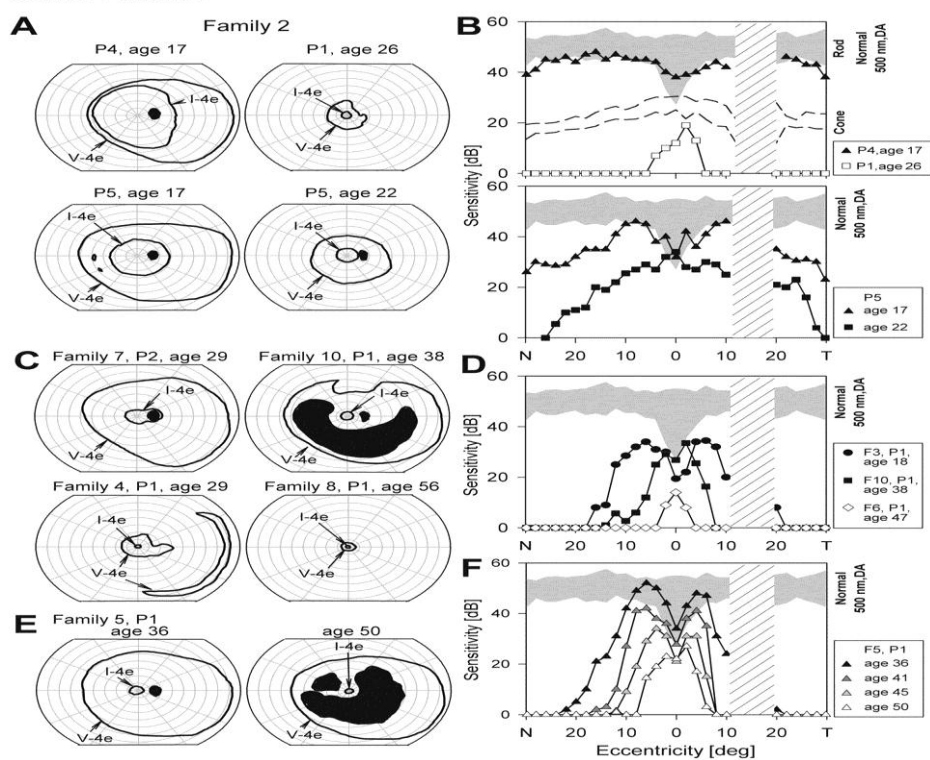 A
Family 2
P4, age 17
P1, age 26
I-4e
V-4e
I-4e
V-4e
P5, age 17
P5, age 22
I-4e
V-4e
I-4e
V-4e
B
60
40
20
0
Sensitivity [dB]
Rod
Cone
Normal
500 nm,DA
P4,age 17
P1,age 26
60
40
20
0
N
20
10
0
10
20
T
Normal
500 nm,DA
P5
age 17
age 22
C
Family 7, P2, age 29
Family 10, P1, age 38
I-4e
V-4e
I-4e
V-4e
Family 4, P1, age 29
Family 8, P1, age 56
I-4e
V-4e
I-4e
V-4e
D
60
40
20
0
Sensitivity [dB]
N
20
10
0
10
20
T
Normal
500 nm,DA
F3, P1,
age 18
F10, P1,
age 38
F6, P1,
age 47
E
Family 5, P1
age 36
age 50
I-4e
V-4e
I-4e
V-4e
F
60
40
20
0
Sensitivity [dB]
N
20
10
0
10
20
T
Eccentricity [deg]
Normal
500 nm,DA
F5, P1
age 36
age 41
age 45
age 50